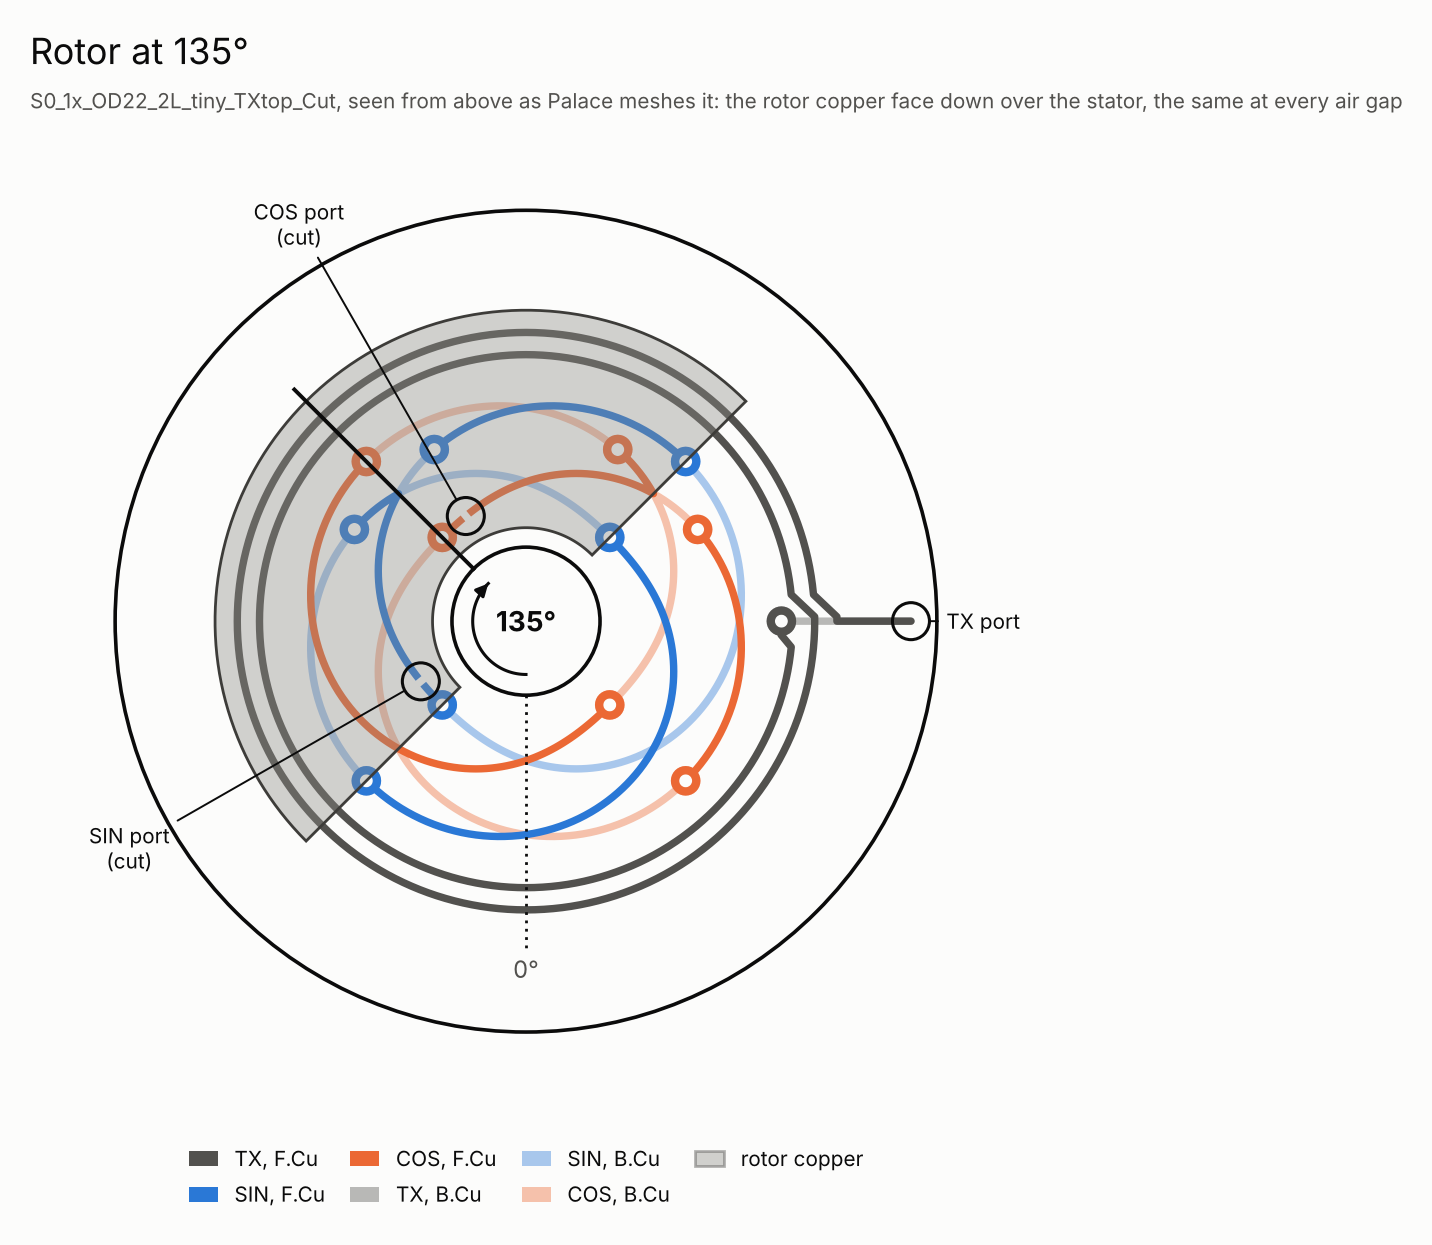 Rotor at 135°
S0_1x_OD22_2L_tiny_TXtop_Cut, seen from above as Palace meshes it: the rotor copper face down over the stator, the same at every air gap
COS port
(cut)
135°
TX port
SIN port
(cut)
0°
TX, F.Cu
COS, F.Cu
SIN, B.Cu
rotor copper
SIN, F.Cu
TX, B.Cu
COS, B.Cu